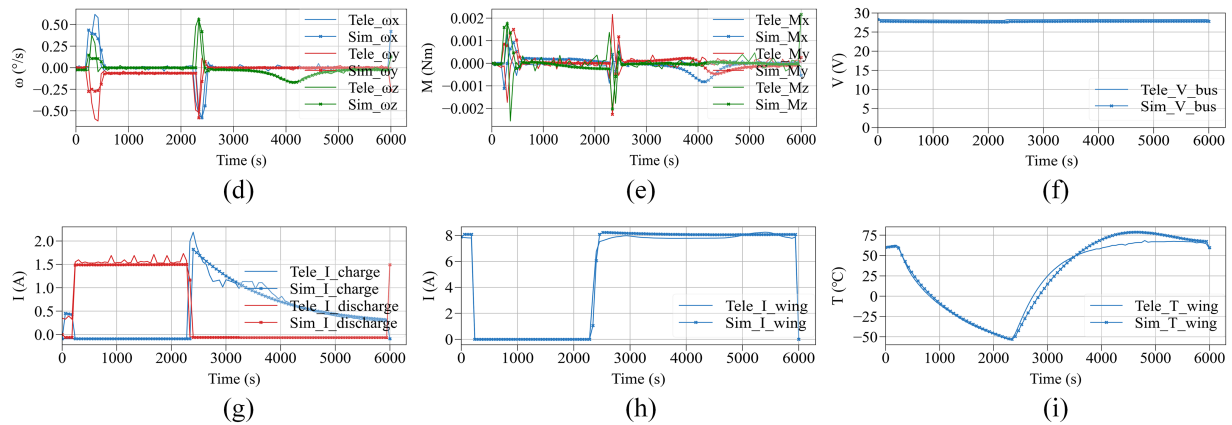 ω (°/s)
0.50
0.25
0.00
−0.25
−0.50
Tele_ωx
Sim_ωx
Tele_ωy
Sim_ωy
Tele_ωz
Sim_ωz
0 1000 2000 3000 4000 5000 6000
Time (s)
(d)
M (Nm)
0.002
0.001
0.000
−0.001
−0.002
Tele_Mx
Sim_Mx
Tele_My
Sim_My
Tele_Mz
Sim_Mz
0 1000 2000 3000 4000 5000 6000
Time (s)
(e)
V (V)
30
25
20
15
10
5
0
Tele_V_bus
Sim_V_bus
0 1000 2000 3000 4000 5000 6000
Time (s)
(f)
I (A)
2.0
1.5
1.0
0.5
0.0
Tele_I_charge
Sim_I_charge
Tele_I_discharge
Sim_I_discharge
0 1000 2000 3000 4000 5000 6000
Time (s)
(g)
I (A)
8
6
4
2
0
Tele_I_wing
Sim_I_wing
0 1000 2000 3000 4000 5000 6000
Time (s)
(h)
T (℃)
75
50
25
0
−25
−50
Tele_T_wing
Sim_T_wing
0 1000 2000 3000 4000 5000 6000
Time (s)
(i)